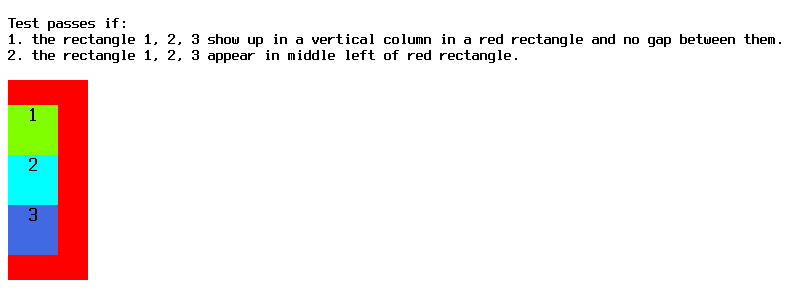 Test passes if:
1. the rectangle 1, 2, 3 show up in a vertical column in a red rectangle and no gap between them.
2. the rectangle 1, 2, 3 appear in middle left of red rectangle.
1
2
3